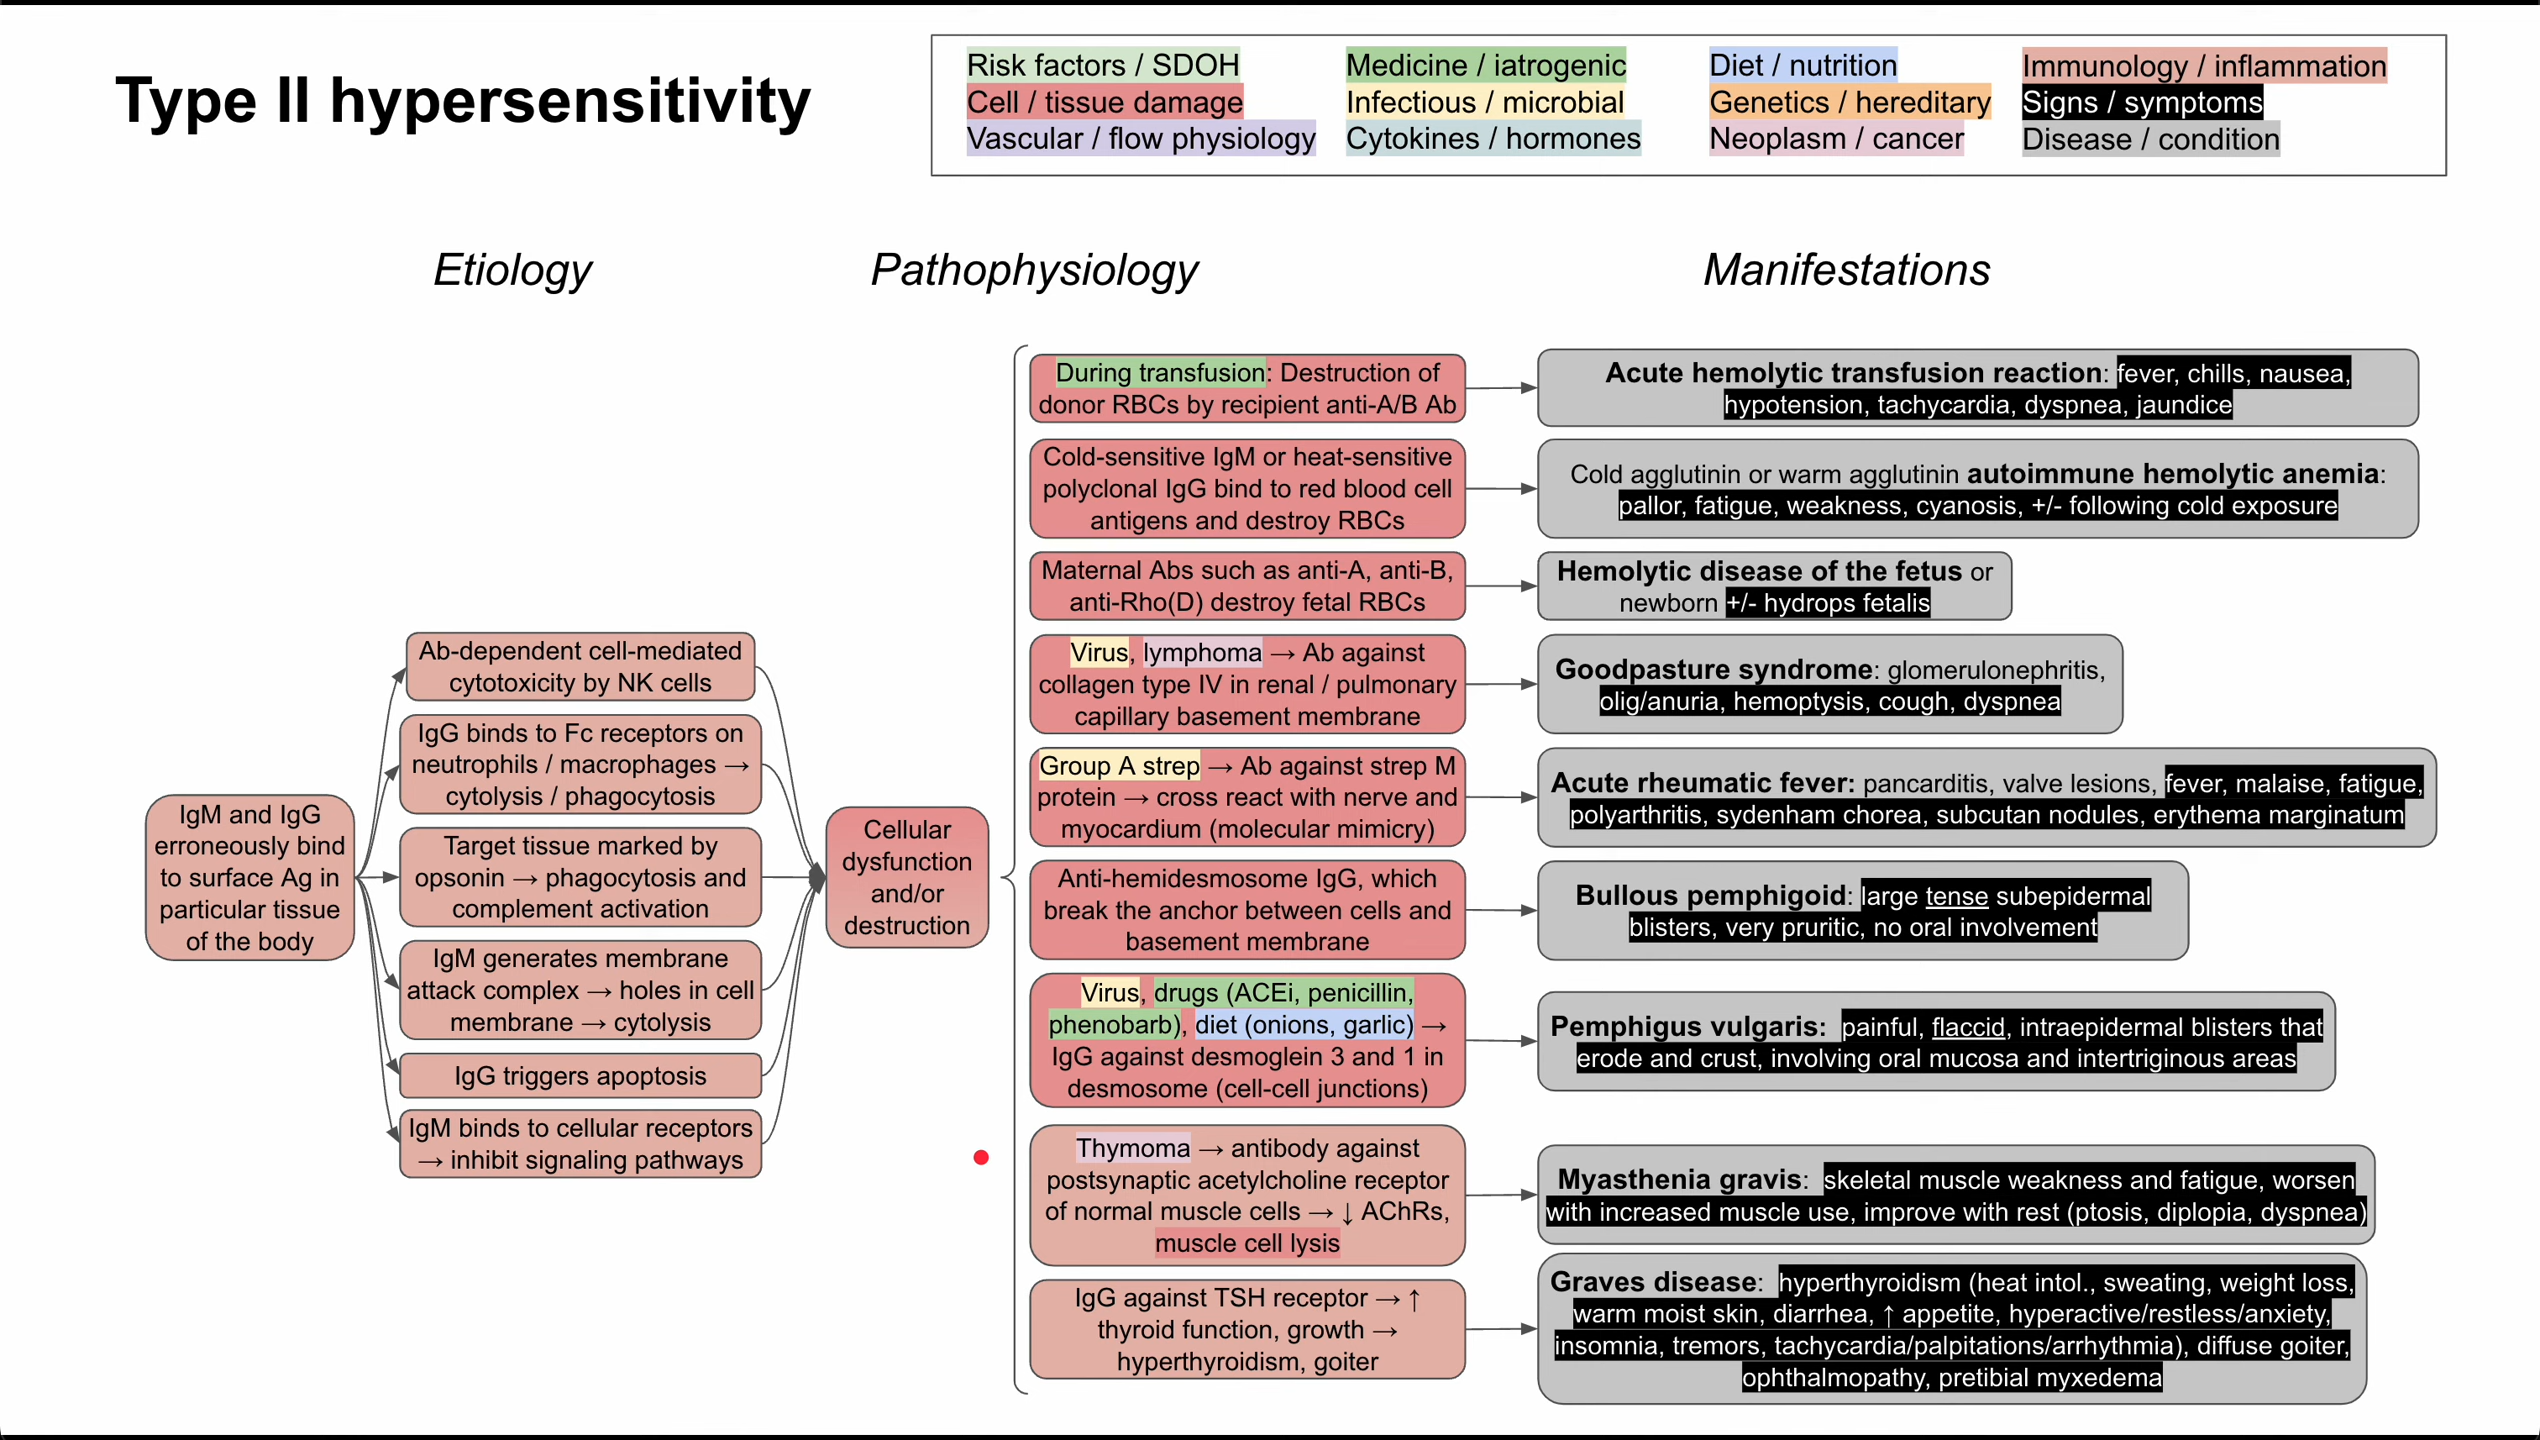 Type II hypersensitivity
Risk factors / SDOH
Cell / tissue damage
Vascular / flow physiology
Medicine / iatrogenic
Infectious / microbial
Cytokines / hormones
Diet / nutrition
Genetics / hereditary
Neoplasm / cancer
Immunology / inflammation
Signs / symptoms
Disease / condition
Etiology
Pathophysiology
Manifestations
IgM and IgG
erroneously bind
to surface Ag in
particular tissue
of the body
Ab-dependent cell-mediated
cytotoxicity by NK cells
IgG binds to Fc receptors on
neutrophils / macrophages →
cytolysis / phagocytosis
Target tissue marked by
opsonin → phagocytosis and
complement activation
IgM generates membrane
attack complex → holes in cell
membrane → cytolysis
IgG triggers apoptosis
IgM binds to cellular receptors
→ inhibit signaling pathways
Cellular
dysfunction
and/or
destruction
During transfusion: Destruction of
donor RBCs by recipient anti-A/B Ab
Acute hemolytic transfusion reaction: fever, chills, nausea,
hypotension, tachycardia, dyspnea, jaundice
Cold-sensitive IgM or heat-sensitive
polyclonal IgG bind to red blood cell
antigens and destroy RBCs
Cold agglutinin or warm agglutinin autoimmune hemolytic anemia:
pallor, fatigue, weakness, cyanosis, +/- following cold exposure
Maternal Abs such as anti-A, anti-B,
anti-Rho(D) destroy fetal RBCs
Hemolytic disease of the fetus or
newborn +/- hydrops fetalis
Virus, lymphoma → Ab against
collagen type IV in renal / pulmonary
capillary basement membrane
Goodpasture syndrome: glomerulonephritis,
olig/anuria, hemoptysis, cough, dyspnea
Group A strep → Ab against strep M
protein → cross react with nerve and
myocardium (molecular mimicry)
Acute rheumatic fever: pancarditis, valve lesions, fever, malaise, fatigue,
polyarthritis, sydenham chorea, subcutan nodules, erythema marginatum
Anti-hemidesmosome IgG, which
break the anchor between cells and
basement membrane
Bullous pemphigoid: large tense subepidermal
blisters, very pruritic, no oral involvement
Virus, drugs (ACEi, penicillin,
phenobarb), diet (onions, garlic) →
IgG against desmoglein 3 and 1 in
desmosome (cell-cell junctions)
Pemphigus vulgaris: painful, flaccid, intraepidermal blisters that
erode and crust, involving oral mucosa and intertriginous areas
Thymoma → antibody against
postsynaptic acetylcholine receptor
of normal muscle cells → ↓ AChRs,
muscle cell lysis
Myasthenia gravis: skeletal muscle weakness and fatigue, worsen
with increased muscle use, improve with rest (ptosis, diplopia, dyspnea)
IgG against TSH receptor → ↑
thyroid function, growth →
hyperthyroidism, goiter
Graves disease: hyperthyroidism (heat intol., sweating, weight loss,
warm moist skin, diarrhea, ↑ appetite, hyperactive/restless/anxiety,
insomnia, tremors, tachycardia/palpitations/arrhythmia), diffuse goiter,
ophthalmopathy, pretibial myxedema